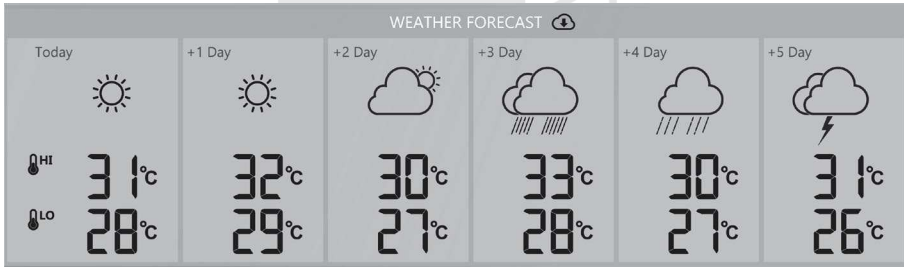 WEATHER FORECAST
Today +1 Day +2 Day +3 Day +4 Day +5 Day
HI 31°C 32°C 30°C 33°C 30°C 31°C
LO 28°C 29°C 27°C 28°C 27°C 26°C